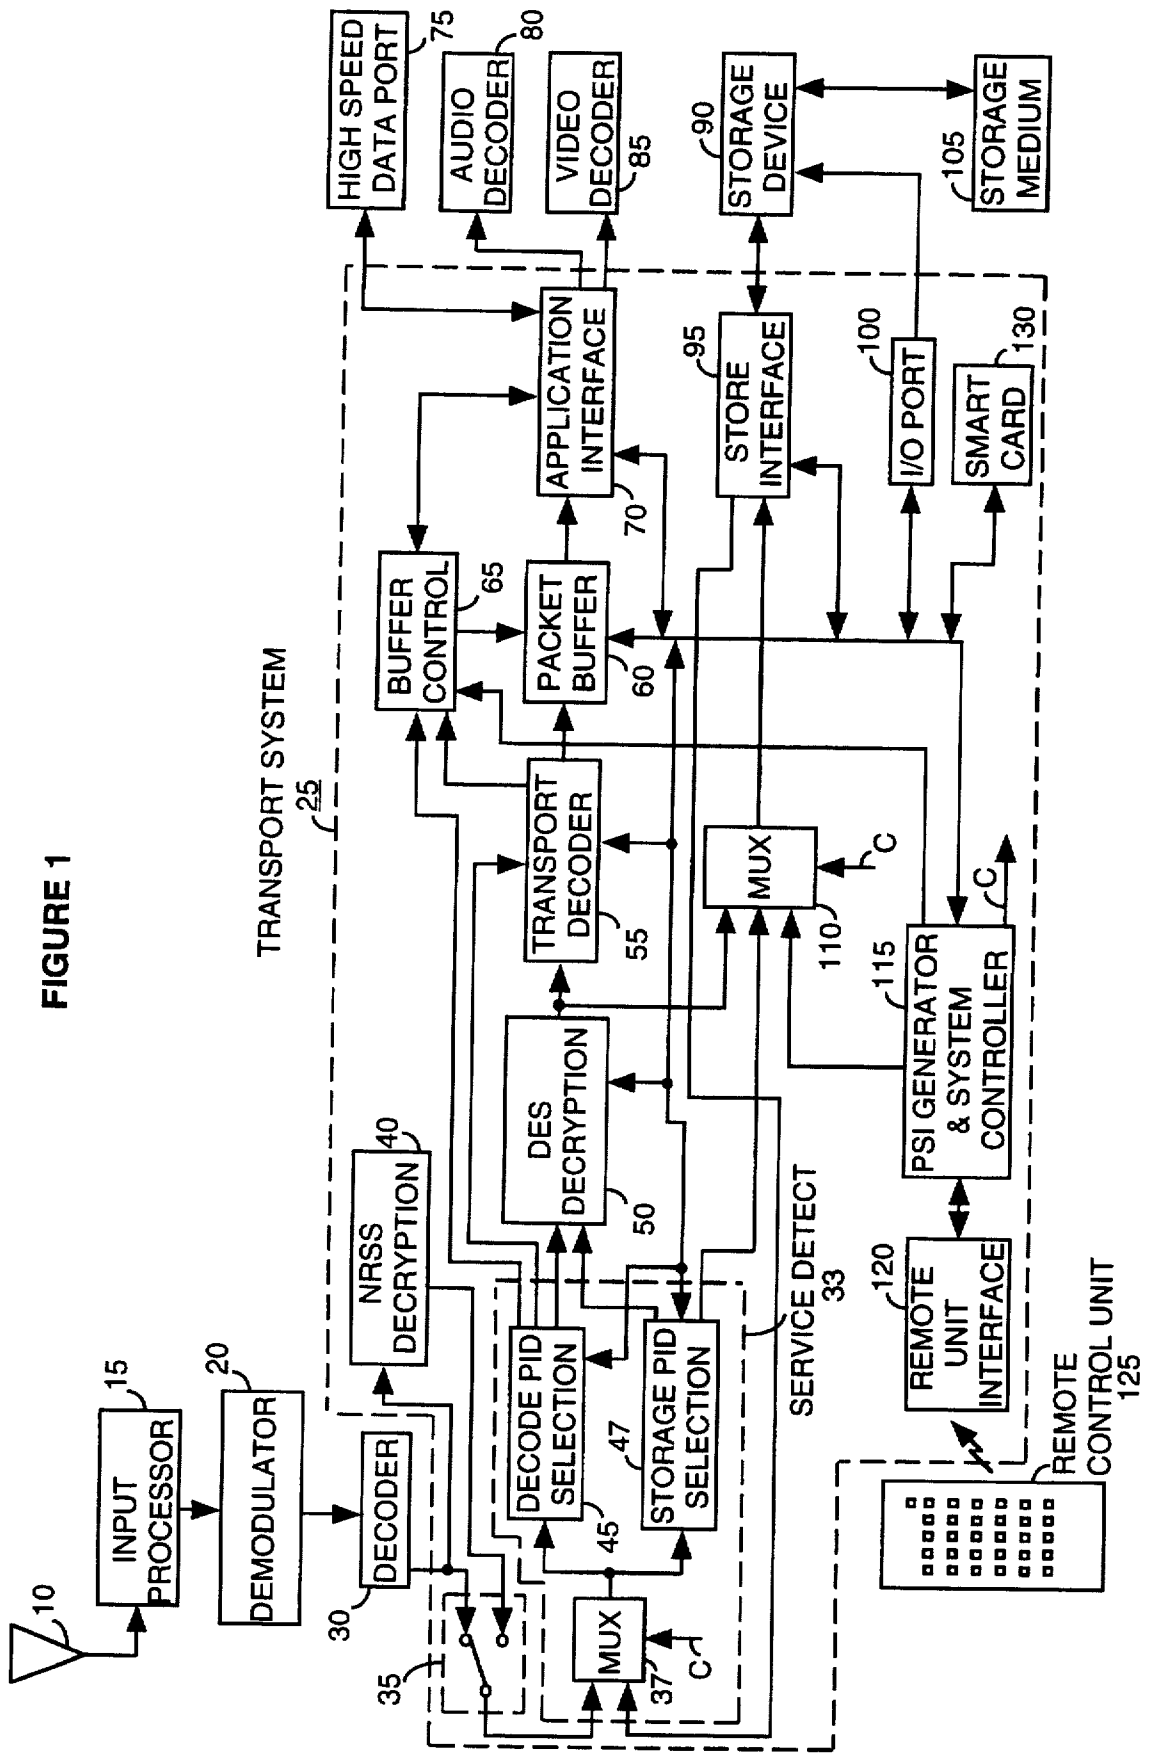 FIGURE 1
10
INPUT
PROCESSOR
15
DEMODULATOR
20
DECODER
30
TRANSPORT SYSTEM
25
35
NRSS
DECRYPTION
40
MUX
37
C
DECODE PID
SELECTION
45
STORAGE PID
SELECTION
47
SERVICE DETECT
33
DES
DECRYPTION
50
TRANSPORT
DECODER
55
BUFFER
CONTROL
65
PACKET
BUFFER
60
APPLICATION
INTERFACE
70
HIGH SPEED
DATA PORT
75
AUDIO
DECODER
80
VIDEO
DECODER
85
MUX
110
C
STORE
INTERFACE
95
STORAGE
DEVICE
90
STORAGE
MEDIUM
105
I/O PORT
100
SMART
CARD
130
PSI GENERATOR
& SYSTEM
CONTROLLER
115
C
REMOTE
UNIT
INTERFACE
120
REMOTE
CONTROL UNIT
125